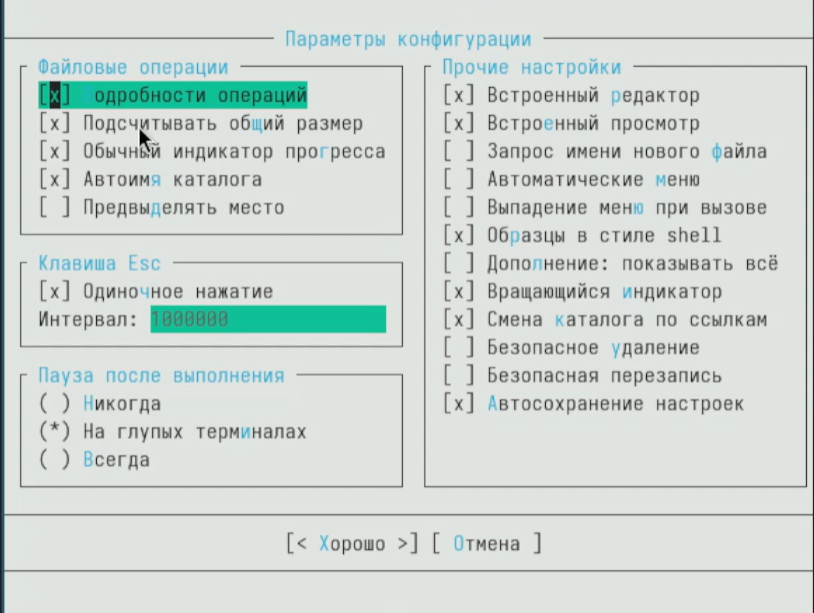 Параметры конфигурации
Файловые операции
[x] Подробности операций
[x] Подсчитывать общий размер
[x] Обычный индикатор прогресса
[x] Автоимя каталога
[ ] Предвыделять место
Клавиша Esc
[x] Одиночное нажатие
Интервал: 1000000
Пауза после выполнения
( ) Никогда
(*) На глупых терминалах
( ) Всегда
Прочие настройки
[x] Встроенный редактор
[x] Встроенный просмотр
[ ] Запрос имени нового файла
[ ] Автоматические меню
[ ] Выпадение меню при вызове
[x] Образцы в стиле shell
[ ] Дополнение: показывать всё
[x] Вращающийся индикатор
[x] Смена каталога по ссылкам
[ ] Безопасное удаление
[ ] Безопасная перезапись
[x] Автосохранение настроек
[< Хорошо >] [ Отмена ]